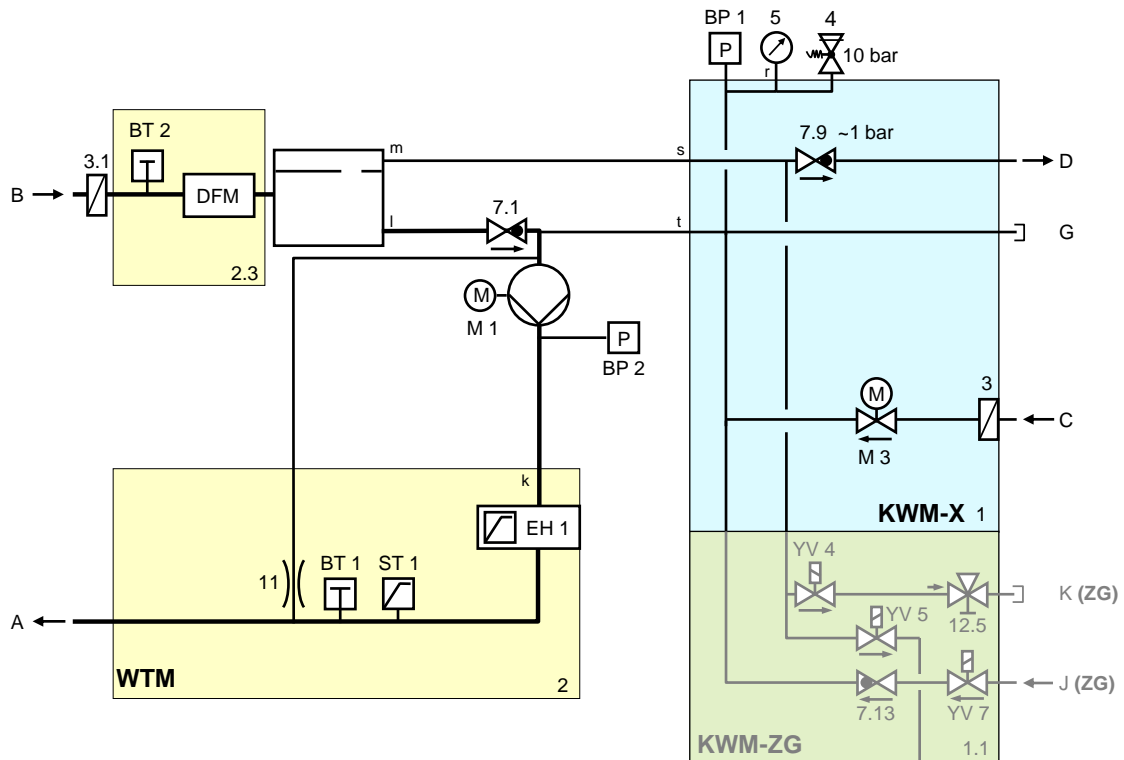 BP 1
5
4
P
10 bar
r
BT 2
m
s
7.9 ~1 bar
3.1
D
B
DFM
l
7.1
t
G
2.3
M
M 1
P
BP 2
M
3
C
M 3
k
KWM-X 1
EH 1
YV 4
BT 1
ST 1
11
K (ZG)
YV 5
12.5
A
WTM
2
J (ZG)
7.13
YV 7
KWM-ZG
1.1